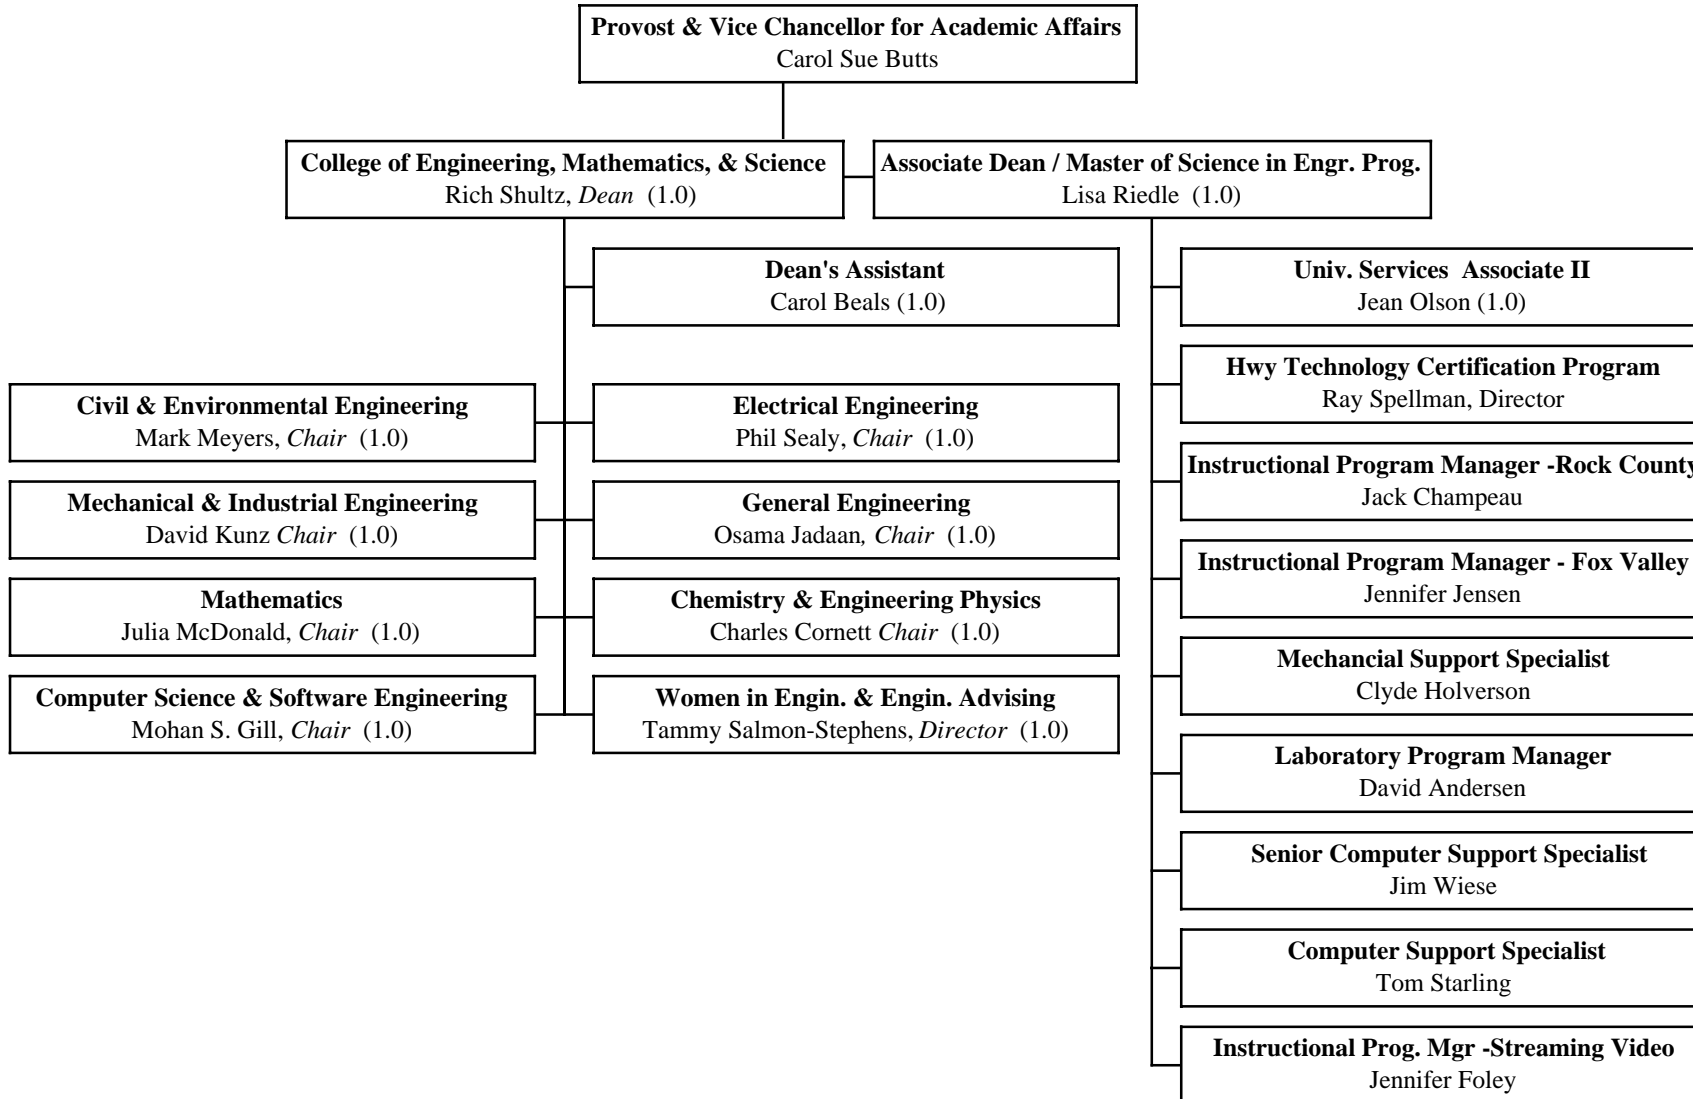 Provost & Vice Chancellor for Academic Affairs
Carol Sue Butts
College of Engineering, Mathematics, & Science
Rich Shultz, Dean (1.0)
Associate Dean / Master of Science in Engr. Prog.
Lisa Riedle (1.0)
Dean's Assistant
Carol Beals (1.0)
Civil & Environmental Engineering
Mark Meyers, Chair (1.0)
Electrical Engineering
Phil Sealy, Chair (1.0)
Mechanical & Industrial Engineering
David Kunz Chair (1.0)
General Engineering
Osama Jadaan, Chair (1.0)
Mathematics
Julia McDonald, Chair (1.0)
Chemistry & Engineering Physics
Charles Cornett Chair (1.0)
Computer Science & Software Engineering
Mohan S. Gill, Chair (1.0)
Women in Engin. & Engin. Advising
Tammy Salmon-Stephens, Director (1.0)
Univ. Services Associate II
Jean Olson (1.0)
Hwy Technology Certification Program
Ray Spellman, Director
Instructional Program Manager -Rock County
Jack Champeau
Instructional Program Manager - Fox Valley
Jennifer Jensen
Mechancial Support Specialist
Clyde Holverson
Laboratory Program Manager
David Andersen
Senior Computer Support Specialist
Jim Wiese
Computer Support Specialist
Tom Starling
Instructional Prog. Mgr -Streaming Video
Jennifer Foley